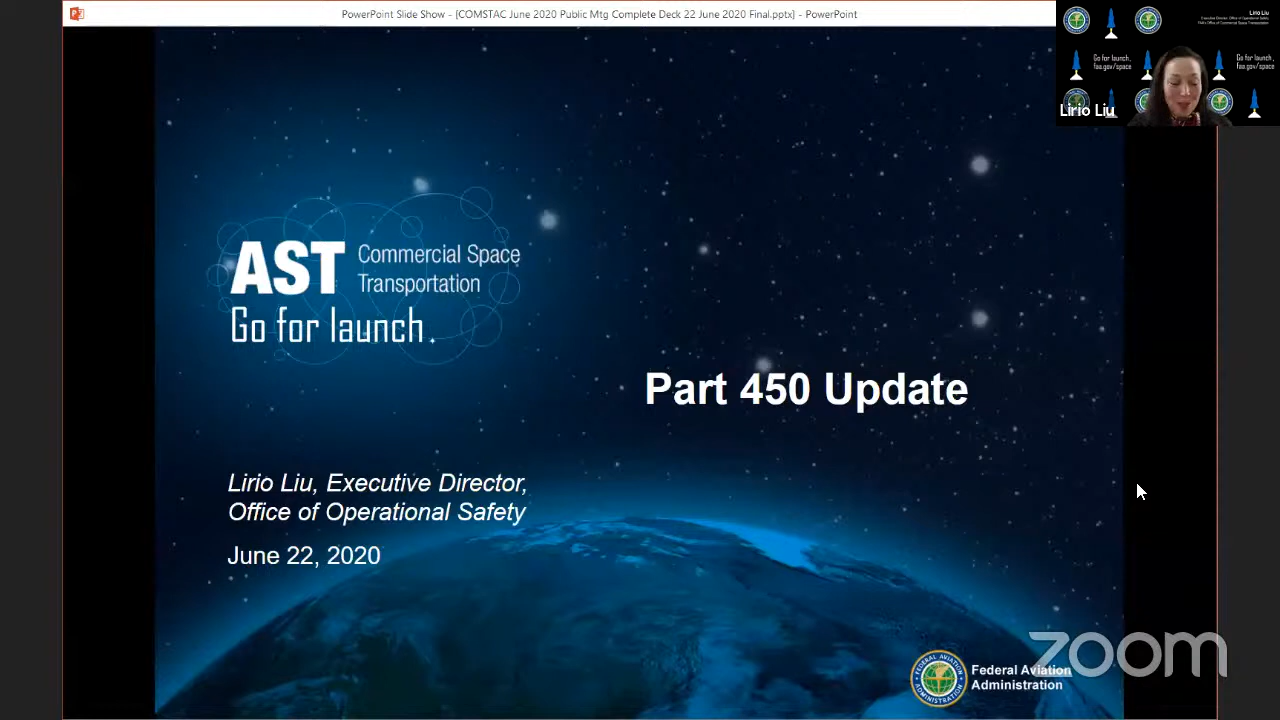 PowerPoint Slide Show - [COMSTAC June 2020 Public Mtg Complete Deck 22 June 2020 Final.pptx] - PowerPoint
Lirio Liu
Go for launch.
faa.gov/space
Go for launch.
faa.gov/space
Lirio Liu
AST Commercial Space
Transportation
Go for launch.
Part 450 Update
Lirio Liu, Executive Director,
Office of Operational Safety
June 22, 2020
Federal Aviation
Administration
zoom